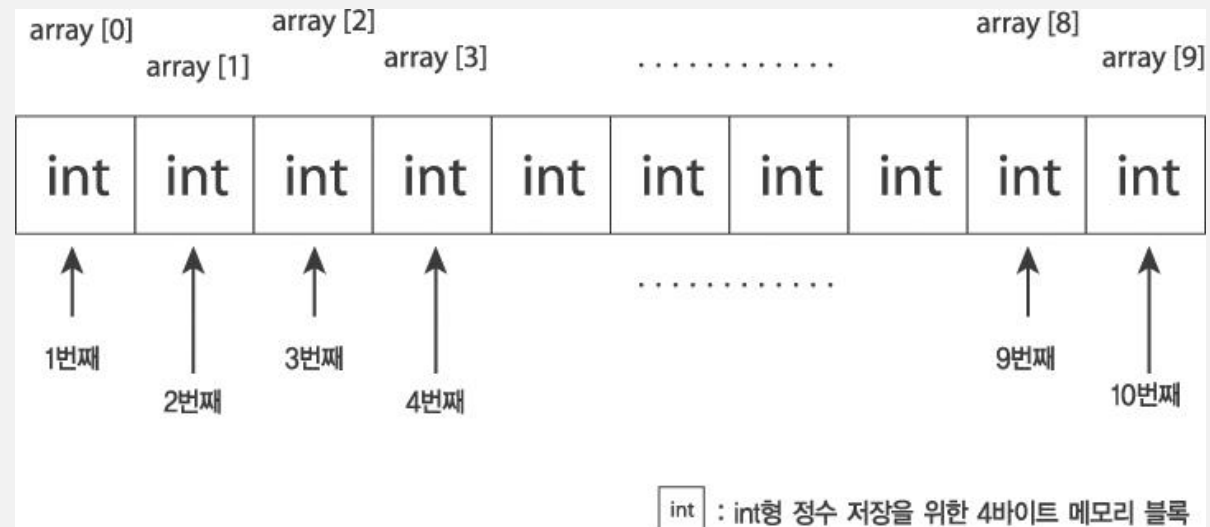 array [0]
array [1]
array [2]
array [3]
............
array [8]
array [9]
int int int int int int int int int int
1번째
2번째
3번째
4번째
............
9번째
10번째
int : int형 정수 저장을 위한 4바이트 메모리 블록